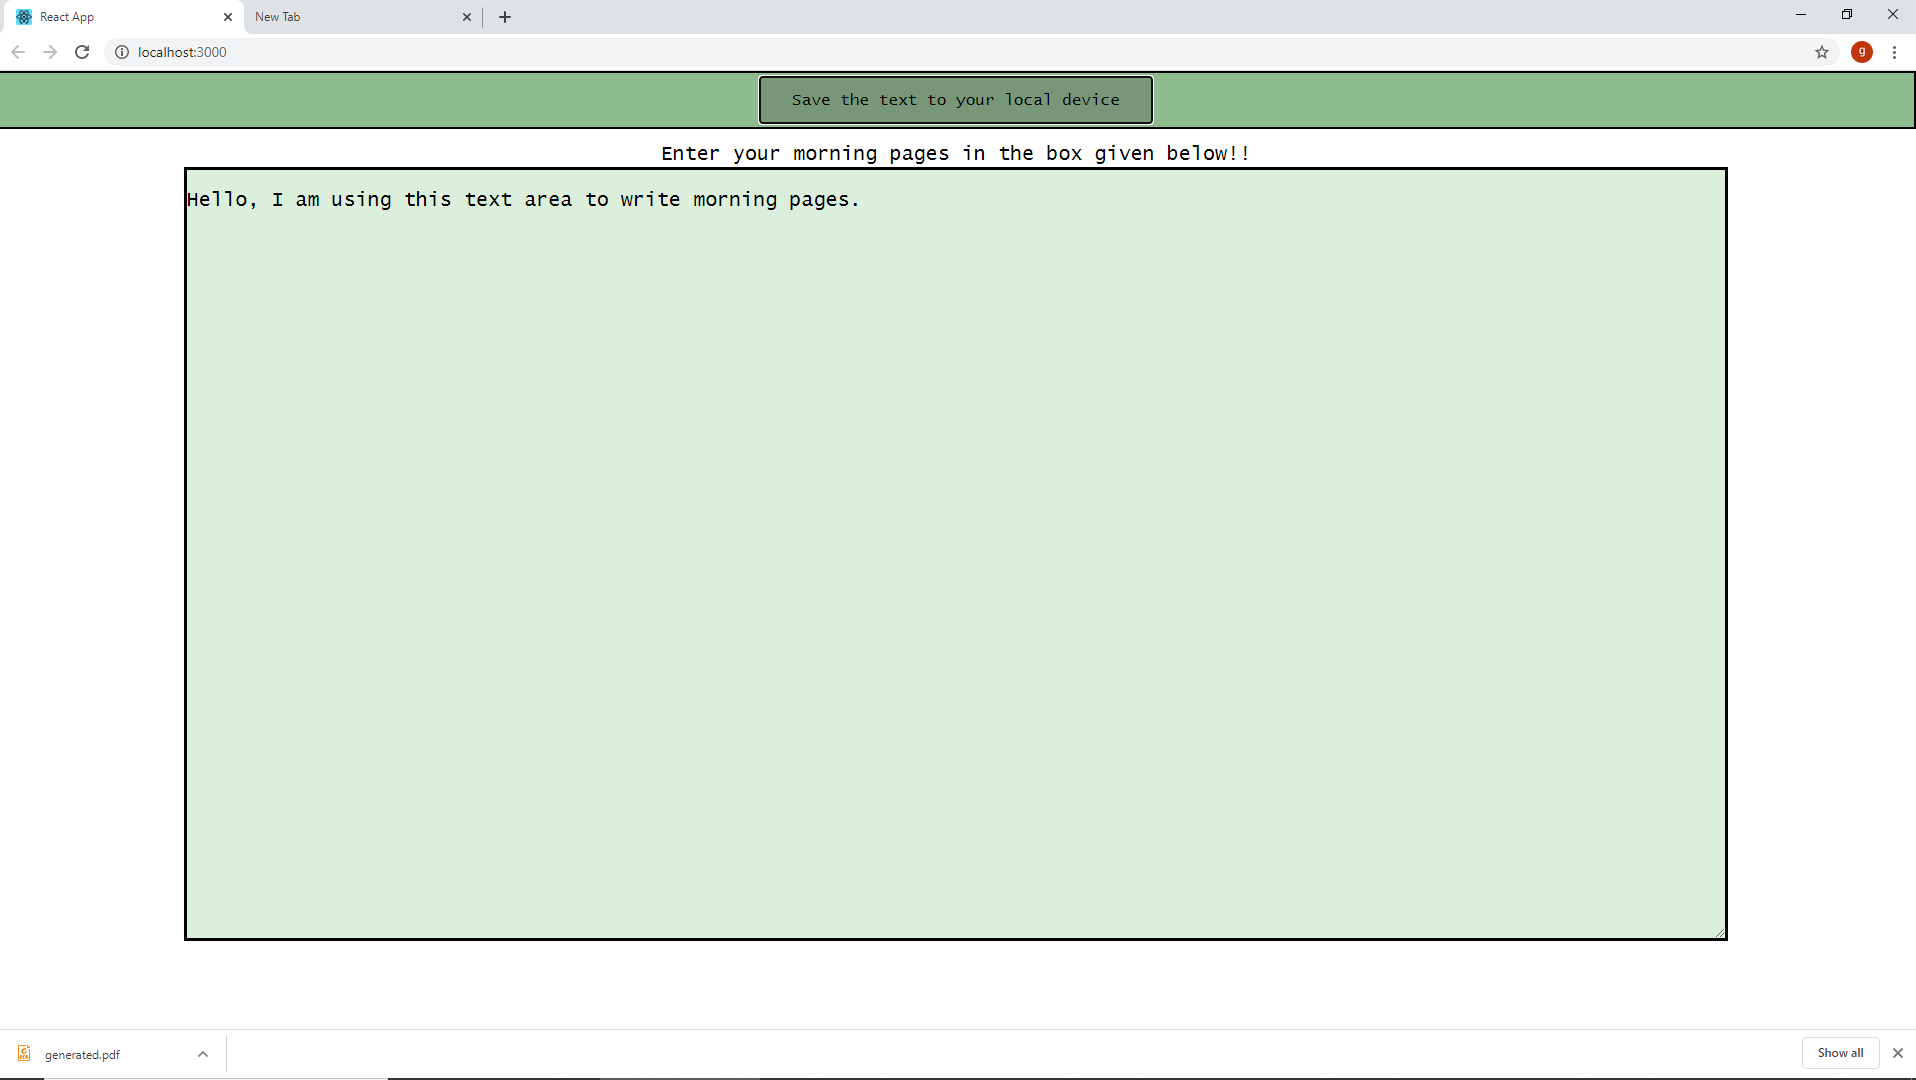 React App
New Tab
localhost:3000
g
Save the text to your local device
Enter your morning pages in the box given below!!
Hello, I am using this text area to write morning pages.
generated.pdf
Show all